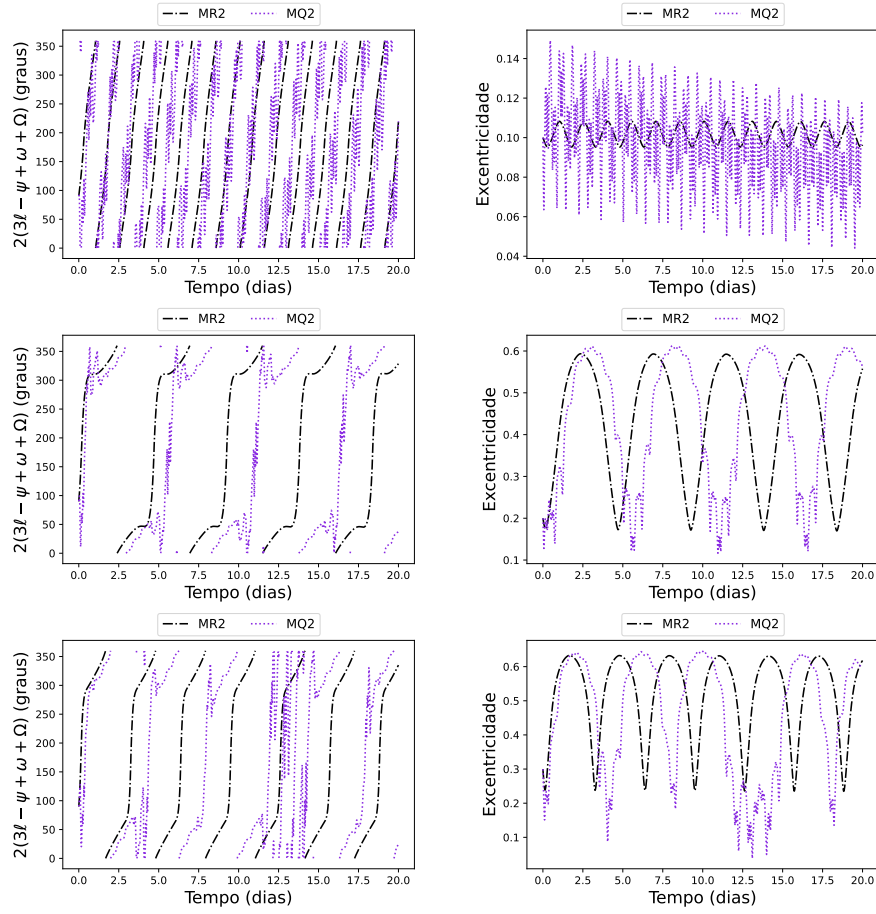 MR2 MQ2
MR2 MQ2
2(3ℓ − ψ + ω + Ω) (graus)
350
300
250
200
150
100
50
0
0.0 2.5 5.0 7.5 10.0 12.5 15.0 17.5 20.0
Tempo (dias)
Excentricidade
0.14
0.12
0.10
0.08
0.06
0.04
0.0 2.5 5.0 7.5 10.0 12.5 15.0 17.5 20.0
Tempo (dias)
MR2 MQ2
MR2 MQ2
2(3ℓ − ψ + ω + Ω) (graus)
350
300
250
200
150
100
50
0
0.0 2.5 5.0 7.5 10.0 12.5 15.0 17.5 20.0
Tempo (dias)
Excentricidade
0.6
0.5
0.4
0.3
0.2
0.1
0.0 2.5 5.0 7.5 10.0 12.5 15.0 17.5 20.0
Tempo (dias)
MR2 MQ2
MR2 MQ2
2(3ℓ − ψ + ω + Ω) (graus)
350
300
250
200
150
100
50
0
0.0 2.5 5.0 7.5 10.0 12.5 15.0 17.5 20.0
Tempo (dias)
Excentricidade
0.6
0.5
0.4
0.3
0.2
0.1
0.0 2.5 5.0 7.5 10.0 12.5 15.0 17.5 20.0
Tempo (dias)